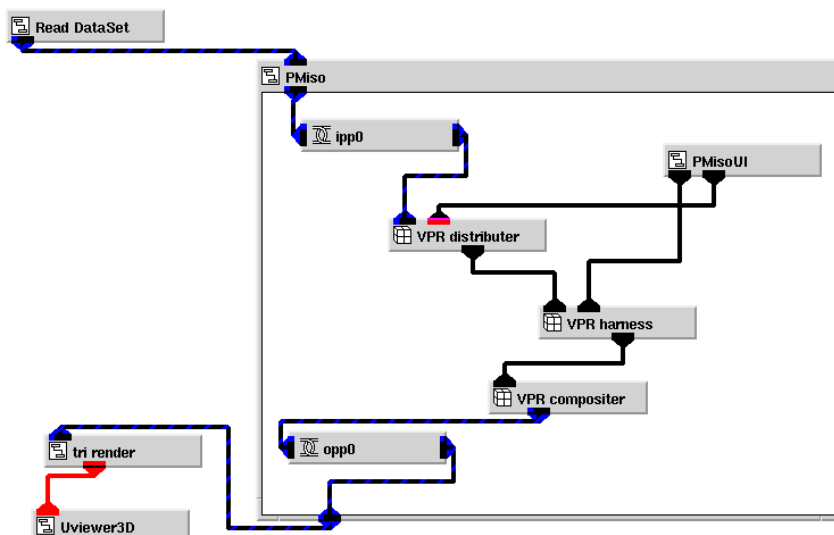 Read DataSet
PMiso
ipp0
PMisoUI
VPR distributer
VPR harness
VPR compositer
opp0
tri render
Uviewer3D